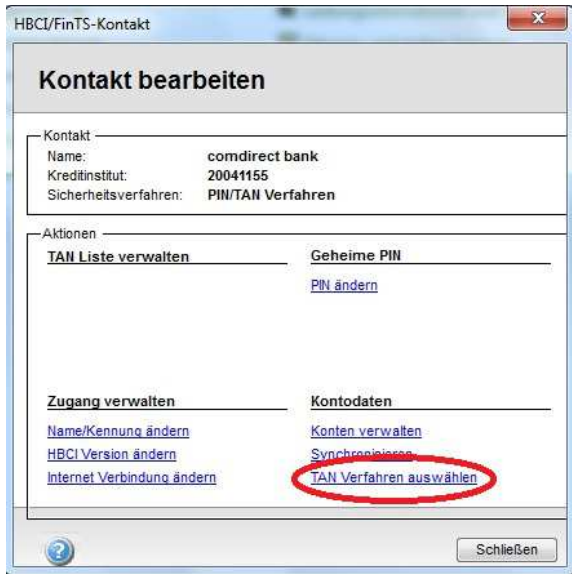 HBCI/FinTS-Kontakt
Kontakt bearbeiten
Kontakt
Name: comdirect bank
Kreditinstitut: 20041155
Sicherheitsverfahren: PIN/TAN Verfahren
Aktionen
TAN Liste verwalten
Geheime PIN
PIN ändern
Zugang verwalten
Name/Kennung ändern
HBCI Version ändern
Internet Verbindung ändern
Kontodaten
Konten verwalten
Synchronisieren
TAN Verfahren auswählen
Schließen